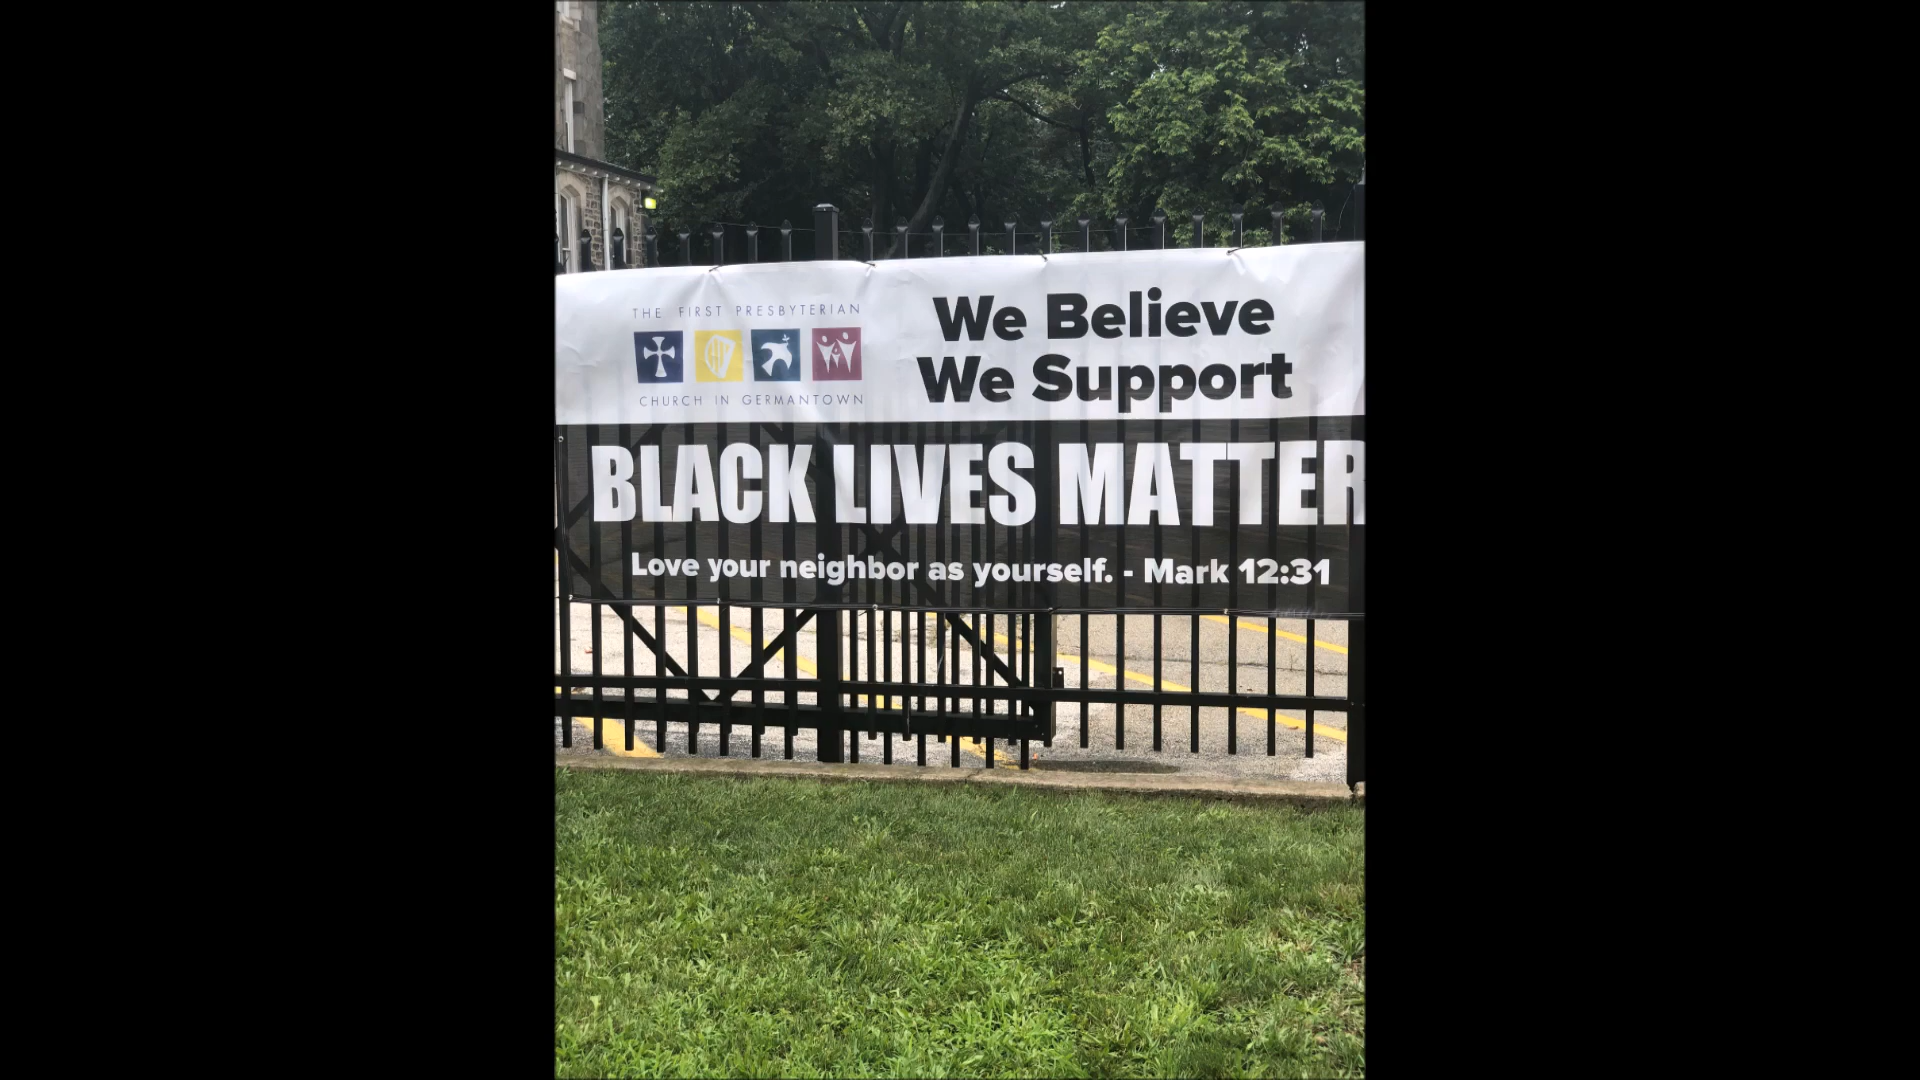 THE FIRST PRESBYTERIAN
CHURCH IN GERMANTOWN
We Believe
We Support
BLACK LIVES MATTER
Love your neighbor as yourself. - Mark 12:31